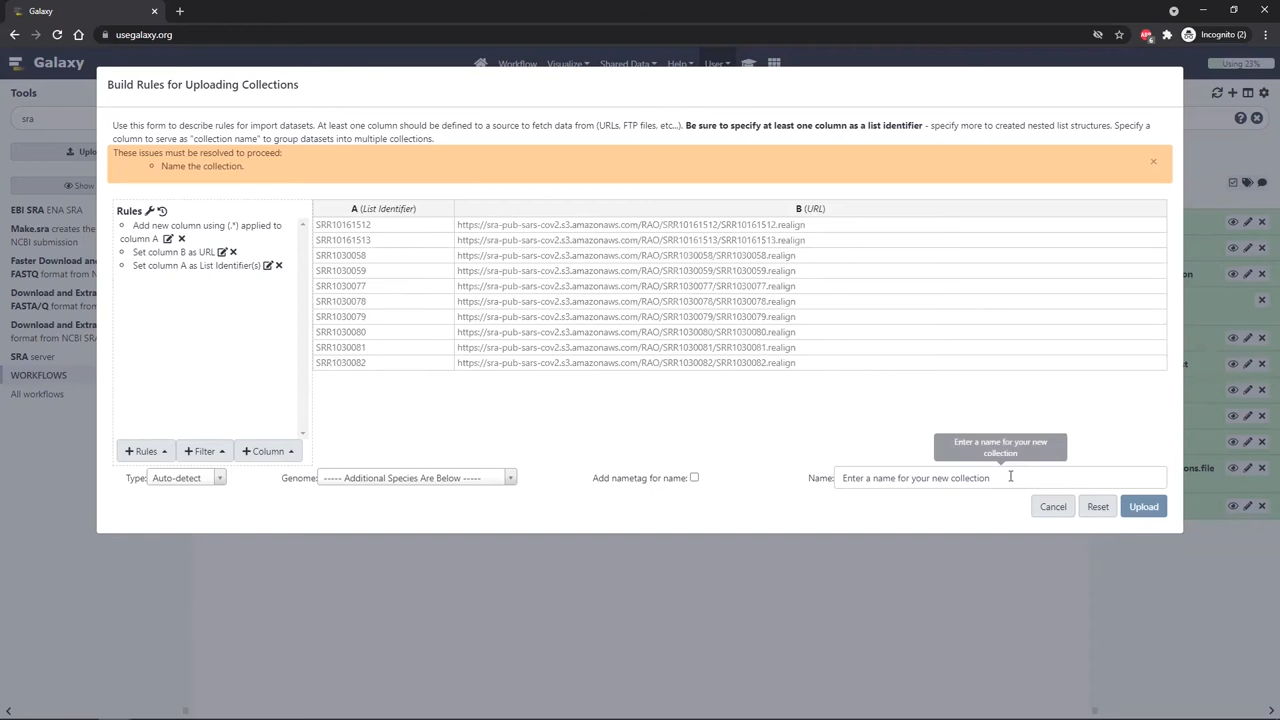 Galaxy
usegalaxy.org
Incognito (2)
6
Galaxy
Workflow
Visualize
Shared Data
Help
User
Using 23%
Tools
sra
Uplo
Show
EBI SRA ENA SRA
Make.sra creates the
NCBI submission
Faster Download and Extra
FASTQ format from N
Download and Extra
FASTA/Q format from
Download and Extra
format from NCBI SRA
SRA server
WORKFLOWS
All workflows
Build Rules for Uploading Collections
Use this form to describe rules for import datasets. At least one column should be defined to a source to fetch data from (URLs, FTP files, etc...). Be sure to specify at least one column as a list identifier - specify more to created nested list structures. Specify a
column to serve as "collection name" to group datasets into multiple collections.
These issues must be resolved to proceed:
Name the collection.
Rules
Add new column using (.*) applied to
column A
Set column B as URL
Set column A as List Identifier(s)
A (List Identifier) B (URL)
SRR10161512 https://sra-pub-sars-cov2.s3.amazonaws.com/RAO/SRR10161512/SRR10161512.realign
SRR10161513 https://sra-pub-sars-cov2.s3.amazonaws.com/RAO/SRR10161513/SRR10161513.realign
SRR1030058 https://sra-pub-sars-cov2.s3.amazonaws.com/RAO/SRR1030058/SRR1030058.realign
SRR1030059 https://sra-pub-sars-cov2.s3.amazonaws.com/RAO/SRR1030059/SRR1030059.realign
SRR1030077 https://sra-pub-sars-cov2.s3.amazonaws.com/RAO/SRR1030077/SRR1030077.realign
SRR1030078 https://sra-pub-sars-cov2.s3.amazonaws.com/RAO/SRR1030078/SRR1030078.realign
SRR1030079 https://sra-pub-sars-cov2.s3.amazonaws.com/RAO/SRR1030079/SRR1030079.realign
SRR1030080 https://sra-pub-sars-cov2.s3.amazonaws.com/RAO/SRR1030080/SRR1030080.realign
SRR1030081 https://sra-pub-sars-cov2.s3.amazonaws.com/RAO/SRR1030081/SRR1030081.realign
SRR1030082 https://sra-pub-sars-cov2.s3.amazonaws.com/RAO/SRR1030082/SRR1030082.realign
+ Rules
+ Filter
+ Column
Enter a name for your new
collection
Type: Auto-detect
Genome: ----- Additional Species Are Below -----
Add nametag for name:
Name: Enter a name for your new collection
Cancel
Reset
Upload
on
t
ons.file